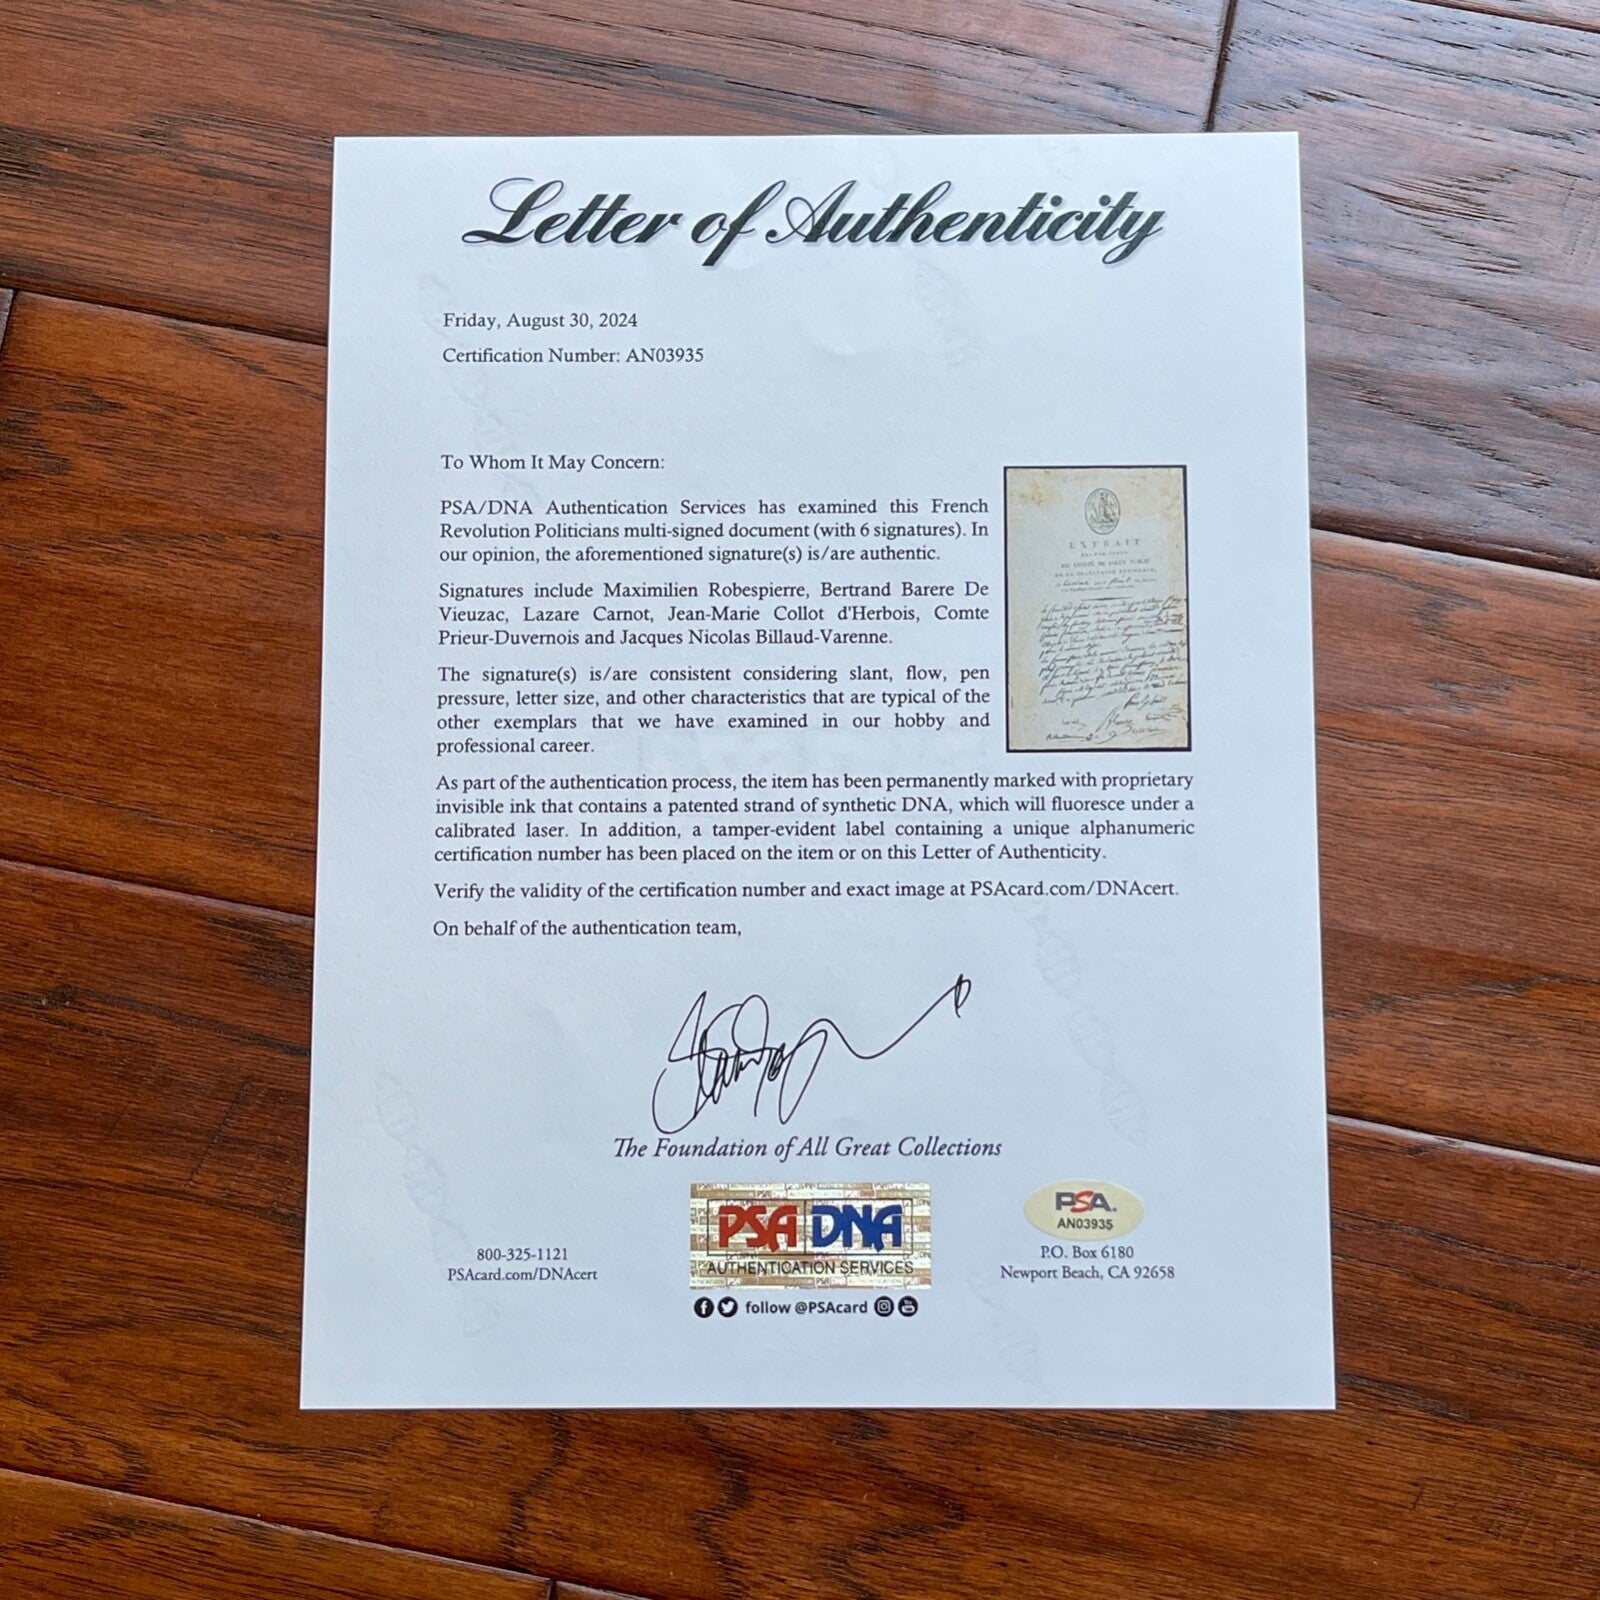 Letter of Authenticity
Friday, August 30, 2024
Certification Number: AN03935
To Whom It May Concern:
PSA/DNA Authentication Services has examined this French
Revolution Politicians multi-signed document (with 6 signatures). In
our opinion, the aforementioned signature(s) is/are authentic.
Signatures include Maximilien Robespierre, Bertrand Barere De
Vieuzac, Lazare Carnot, Jean-Marie Collot d'Herbois, Comte
Prieur-Duvernois and Jacques Nicolas Billaud-Varenne.
The signature(s) is/are consistent considering slant, flow, pen
pressure, letter size, and other characteristics that are typical of the
other exemplars that we have examined in our hobby and
professional career.
EXTRAIT
As part of the authentication process, the item has been permanently marked with proprietary
invisible ink that contains a patented strand of synthetic DNA, which will fluoresce under a
calibrated laser. In addition, a tamper-evident label containing a unique alphanumeric
certification number has been placed on the item or on this Letter of Authenticity.
Verify the validity of the certification number and exact image at PSAcard.com/DNAcert.
On behalf of the authentication team,
The Foundation of All Great Collections
800-325-1121
PSAcard.com/DNAcert
PSA DNA
AUTHENTICATION SERVICES
follow @PSAcard
PSA.
AN03935
P.O. Box 6180
Newport Beach, CA 92658